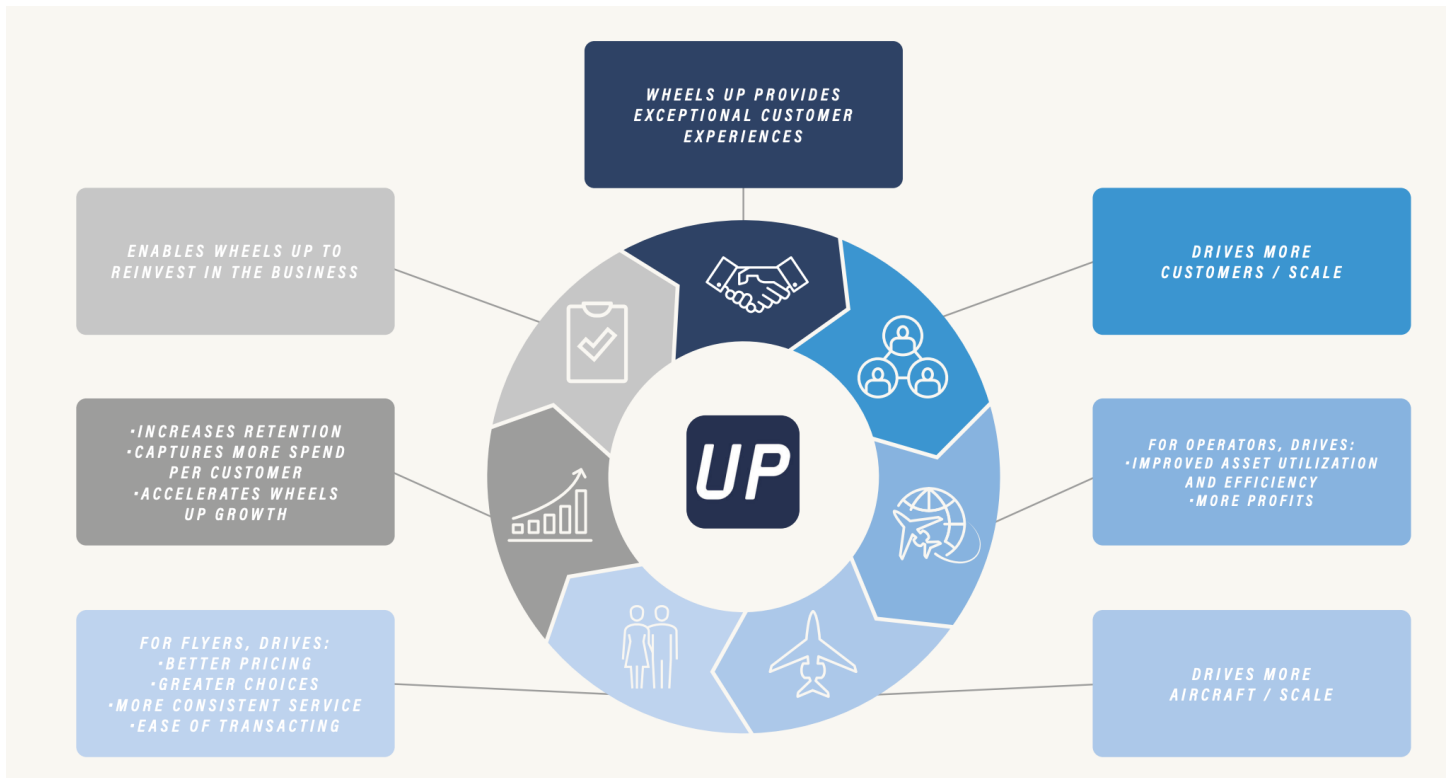 WHEELS UP PROVIDES
EXCEPTIONAL CUSTOMER
EXPERIENCES
DRIVES MORE
CUSTOMERS / SCALE
FOR OPERATORS, DRIVES:
•IMPROVED ASSET UTILIZATION
AND EFFICIENCY
•MORE PROFITS
DRIVES MORE
AIRCRAFT / SCALE
FOR FLYERS, DRIVES:
•BETTER PRICING
•GREATER CHOICES
•MORE CONSISTENT SERVICE
•EASE OF TRANSACTING
•INCREASES RETENTION
•CAPTURES MORE SPEND
PER CUSTOMER
•ACCELERATES WHEELS
UP GROWTH
ENABLES WHEELS UP TO
REINVEST IN THE BUSINESS
UP